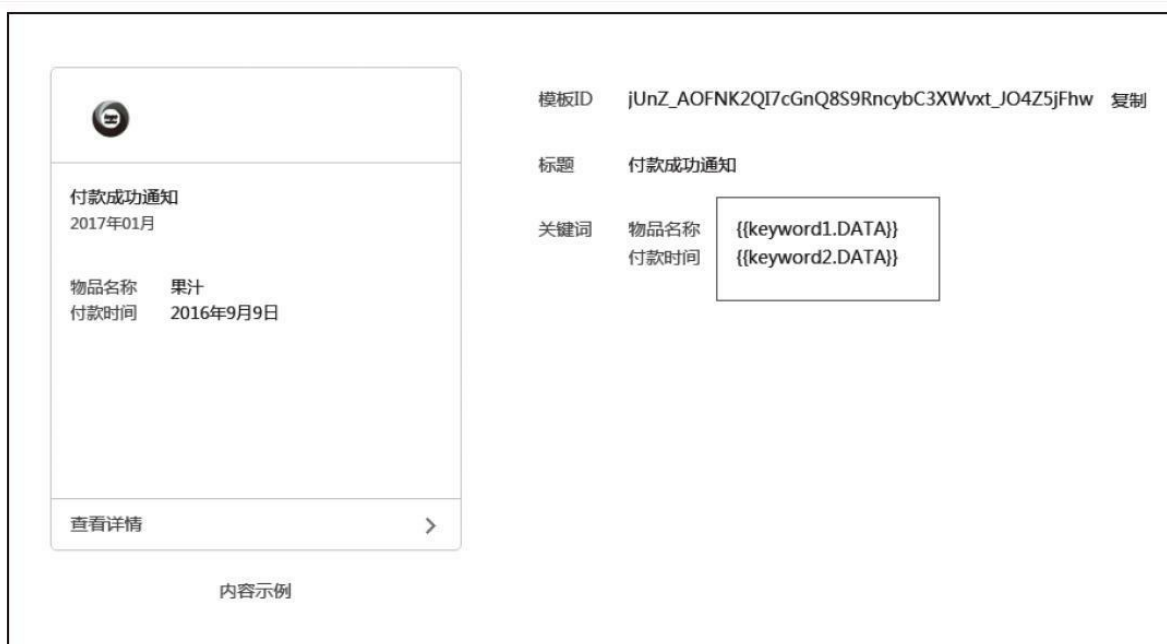 付款成功通知
2017年01月
物品名称 果汁
付款时间 2016年9月9日
查看详情
内容示例
模板ID jUnZ_AOFNK2QI7cGnQ8S9RncybC3XWvxt_JO4Z5jFhw 复制
标题 付款成功通知
关键词 物品名称 {{keyword1.DATA}}
付款时间 {{keyword2.DATA}}